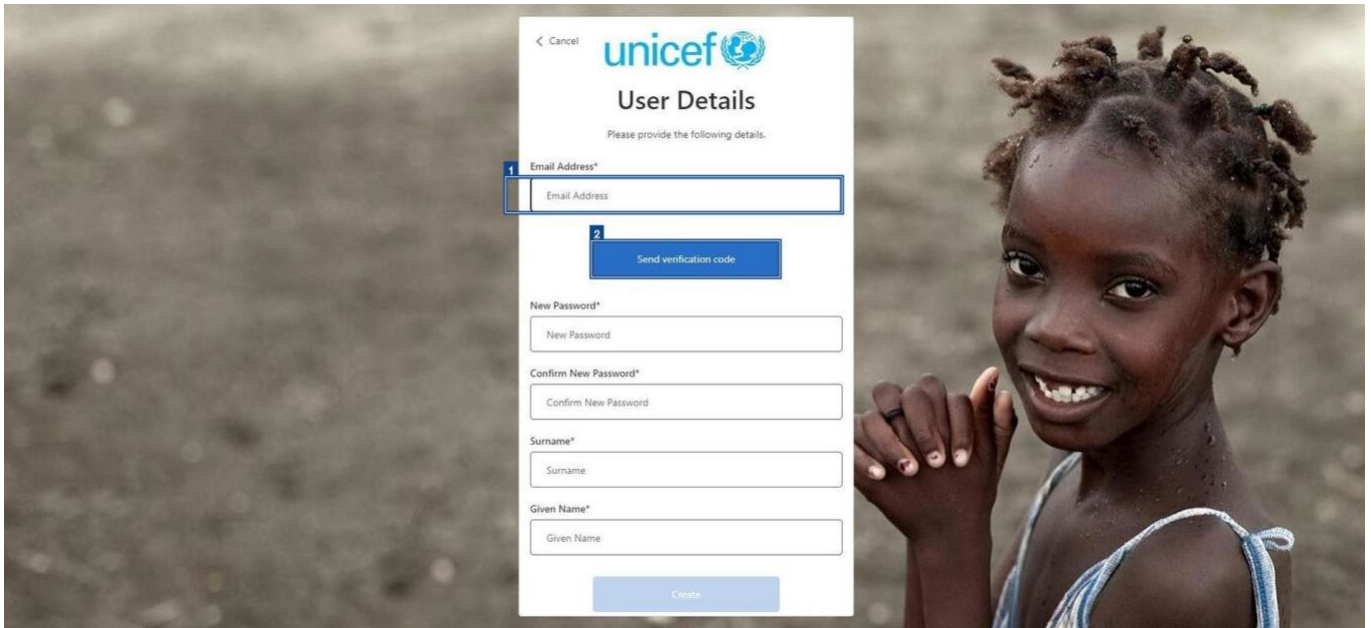 Cancel
unicef
User Details
Please provide the following details.
1
Email Address*
Email Address
2
Send verification code
New Password*
New Password
Confirm New Password*
Confirm New Password
Surname*
Surname
Given Name*
Given Name
Create